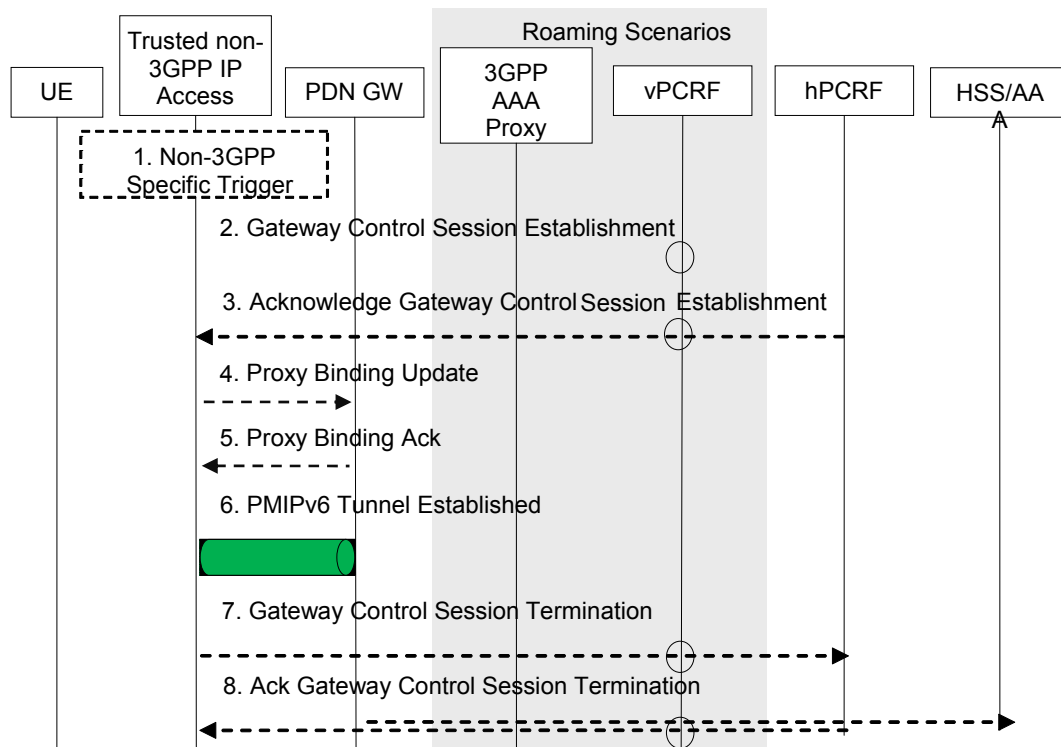 Roaming Scenarios
UE
Trusted non-
3GPP IP
Access
PDN GW
3GPP
AAA
Proxy
vPCRF
hPCRF
HSS/AA
A
1. Non-3GPP
Specific Trigger
2. Gateway Control Session Establishment
3. Acknowledge Gateway Control Session Establishment
4. Proxy Binding Update
5. Proxy Binding Ack
6. PMIPv6 Tunnel Established
7. Gateway Control Session Termination
8. Ack Gateway Control Session Termination